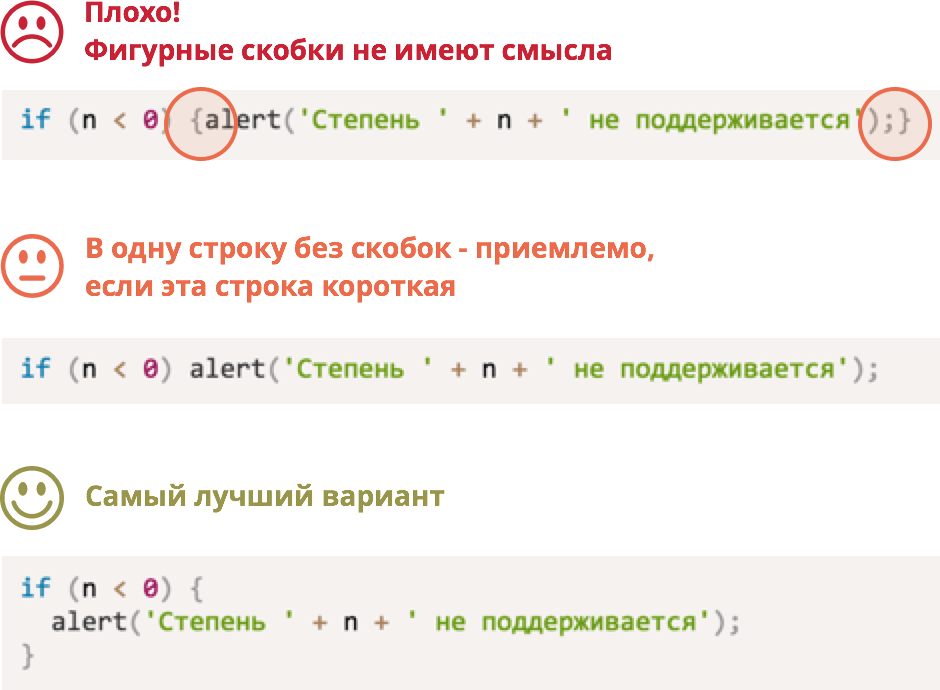 Плохо!
Фигурные скобки не имеют смысла
if (n < 0) {alert('Степень ' + n + ' не поддерживается');}
В одну строку без скобок - приемлемо,
если эта строка короткая
if (n < 0) alert('Степень ' + n + ' не поддерживается');
Самый лучший вариант
if (n < 0) {
  alert('Степень ' + n + ' не поддерживается');
}